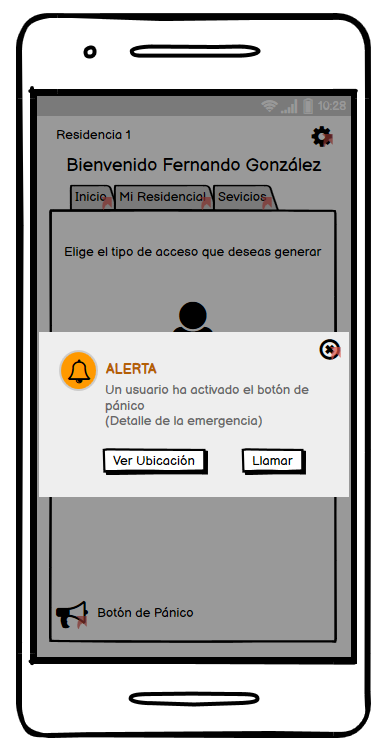 10:28
Residencia 1
Bienvenido Fernando González
Inicio
Mi Residencial
Sevicios
Elige el tipo de acceso que deseas generar
ALERTA
Un usuario ha activado el botón de
pánico
(Detalle de la emergencia)
Ver Ubicación
Llamar
Botón de Pánico